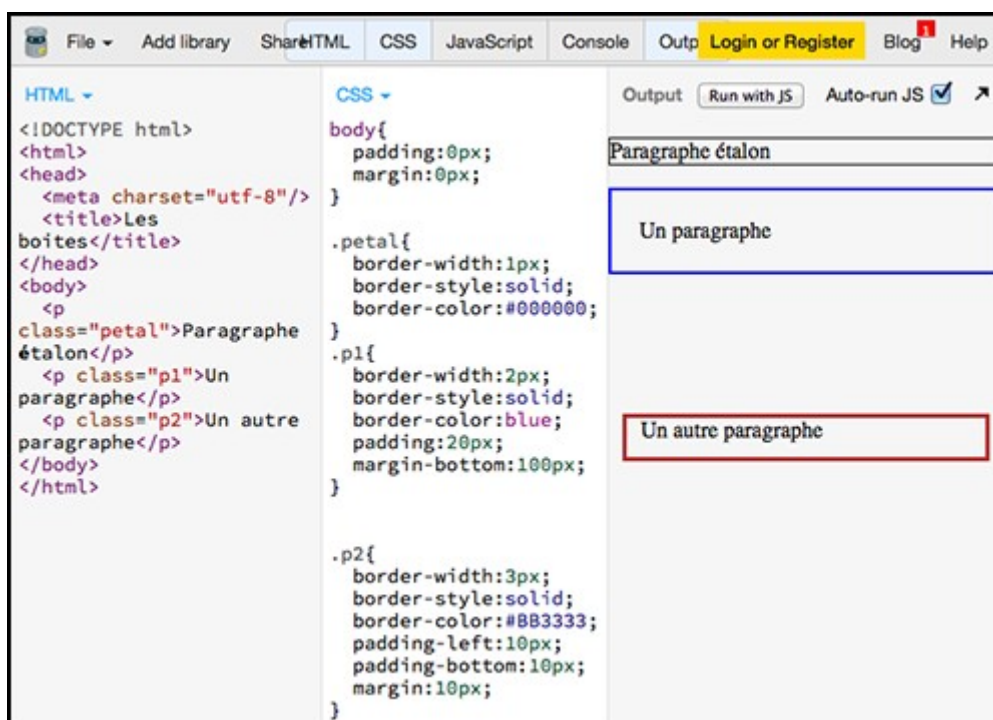 File Add library Share HTML CSS JavaScript Console Outp Login or Register Blog 1 Help
HTML
<!DOCTYPE html>
<html>
<head>
<meta charset="utf-8"/>
<title>Les
boites</title>
</head>
<body>
<p
class="petal">Paragraphe
étalon</p>
<p class="p1">Un
paragraphe</p>
<p class="p2">Un autre
paragraphe</p>
</body>
</html>
CSS
body{
padding:0px;
margin:0px;
}
.petal{
border-width:1px;
border-style:solid;
border-color:#000000;
}
.p1{
border-width:2px;
border-style:solid;
border-color:blue;
padding:20px;
margin-bottom:100px;
}
.p2{
border-width:3px;
border-style:solid;
border-color:#BB3333;
padding-left:10px;
padding-bottom:10px;
margin:10px;
}
Output Run with JS Auto-run JS
Paragraphe étalon
Un paragraphe
Un autre paragraphe